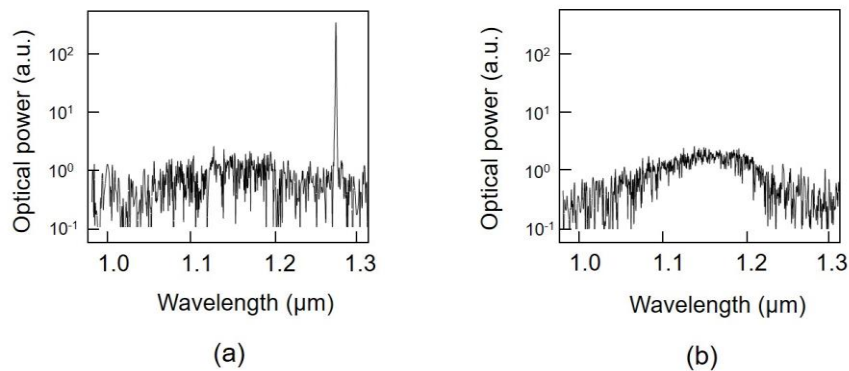 Optical power (a.u.)
10²
10¹
10⁰
10⁻¹
1.0 1.1 1.2 1.3
Wavelength (μm)
(a)
Optical power (a.u.)
10²
10¹
10⁰
10⁻¹
1.0 1.1 1.2 1.3
Wavelength (μm)
(b)